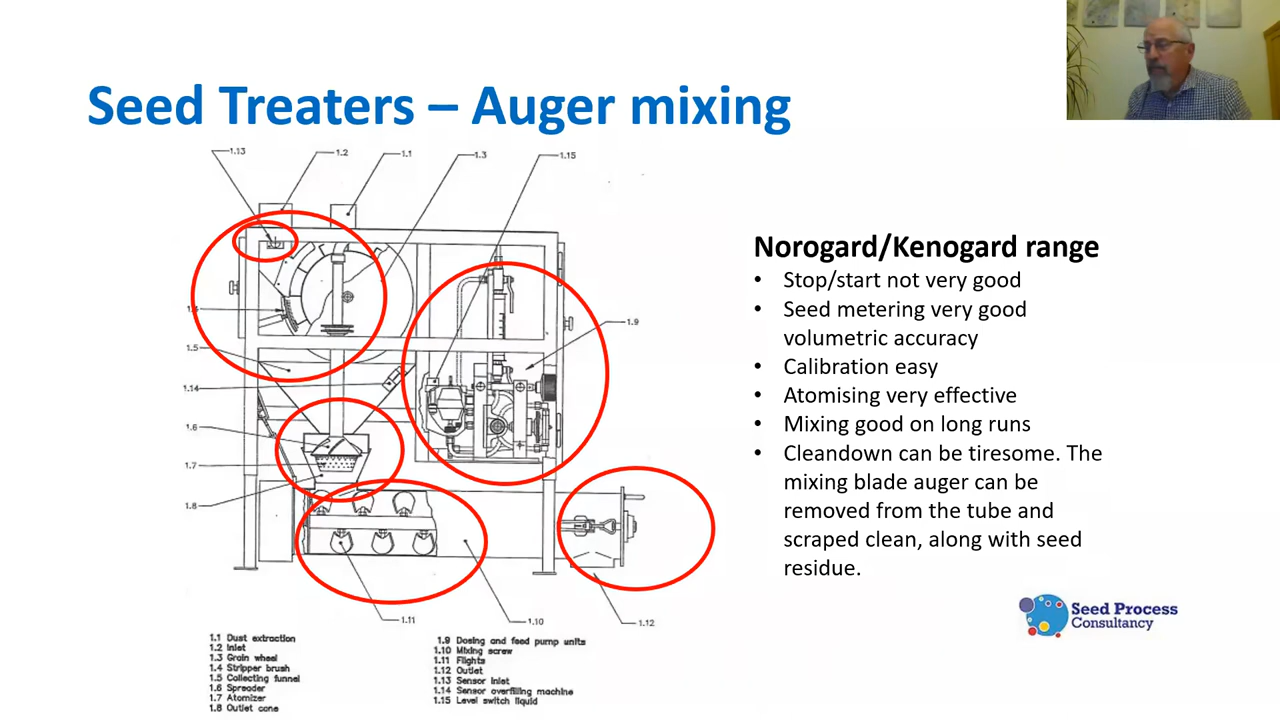 Seed Treaters – Auger mixing
1.13
1.2
1.1
1.3
1.15
1.9
1.5
1.14
1.6
1.7
1.8
1.11
1.10
1.12
1.1 Dust extraction
1.2 Inlet
1.3 Grain wheel
1.4 Stripper brush
1.5 Collecting funnel
1.6 Spreader
1.7 Atomizer
1.8 Outlet cone
1.9 Dosing and feed pump units
1.10 Mixing screw
1.11 Flights
1.12 Outlet
1.13 Sensor inlet
1.14 Sensor overfilling machine
1.15 Level switch liquid
Norogard/Kenogard range
• Stop/start not very good
• Seed metering very good
volumetric accuracy
• Calibration easy
• Atomising very effective
• Mixing good on long runs
• Cleandown can be tiresome. The
mixing blade auger can be
removed from the tube and
scraped clean, along with seed
residue.
Seed Process
Consultancy